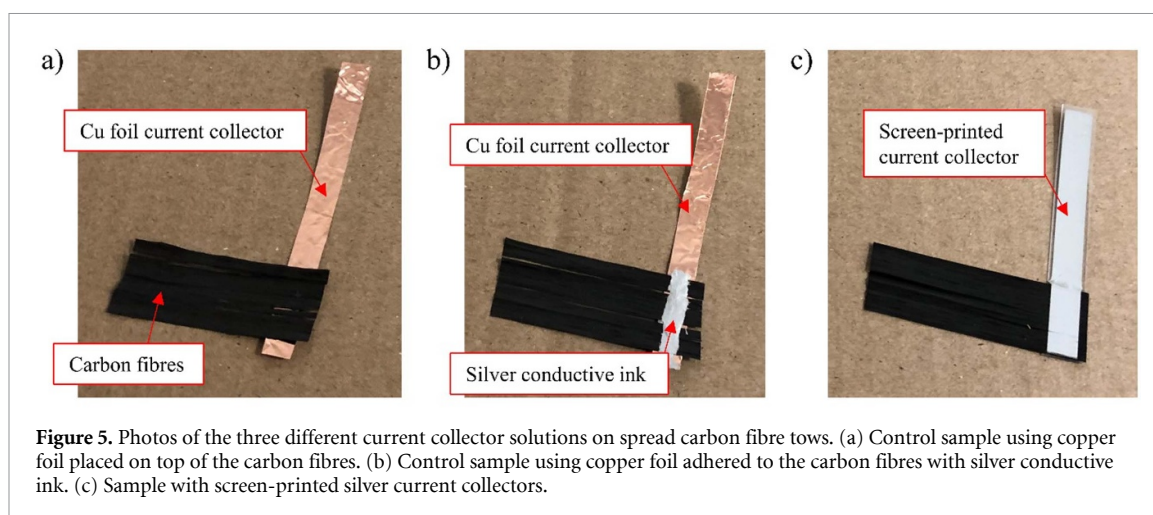 a)
Cu foil current collector
Carbon fibres
b)
Cu foil current collector
Silver conductive ink
c)
Screen-printed
current collector
Figure 5. Photos of the three different current collector solutions on spread carbon fibre tows. (a) Control sample using copper
foil placed on top of the carbon fibres. (b) Control sample using copper foil adhered to the carbon fibres with silver conductive
ink. (c) Sample with screen-printed silver current collectors.